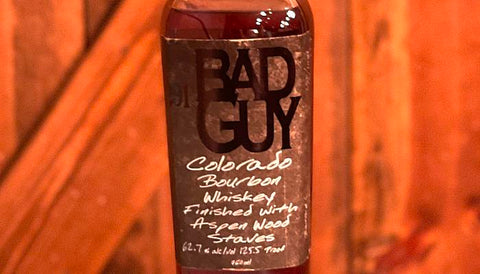 BAD
GUY
Colorado
Bourbon
Whiskey
Finished with
Aspen Wood
Staves
62.7% alc/vol 125.5 Proof